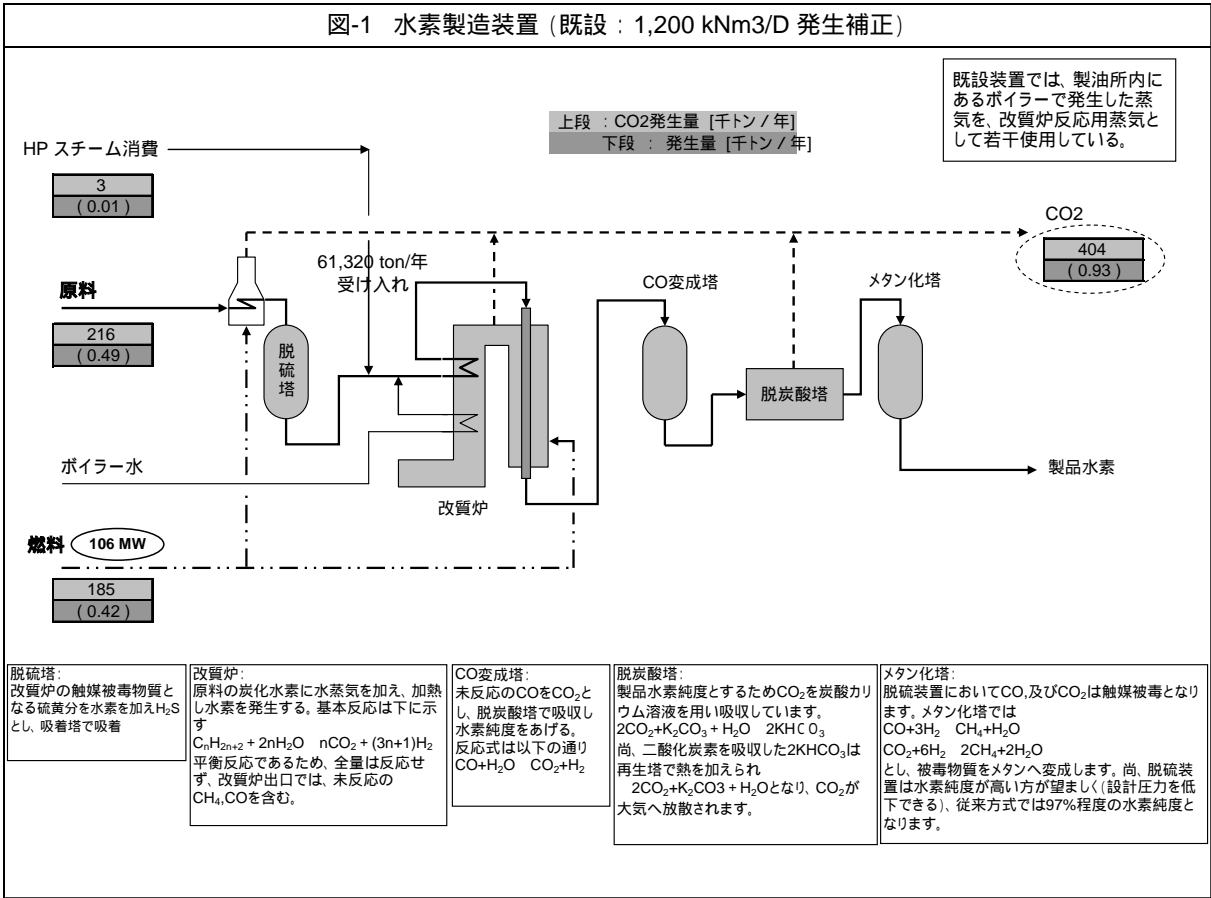 図-1 水素製造装置(既設:1,200 kNm3/D 発生補正)
既設装置では、製油所内に
あるボイラーで発生した蒸
気を、改質炉反応用蒸気と
して若干使用している。
上段 :CO2発生量 [千トン/年]
下段 : 発生量 [千トン/年]
HP スチーム消費
3
(0.01)
CO2
404
(0.93)
61,320 ton/年
受け入れ
原料
216
(0.49)
脱硫塔
CO変成塔
メタン化塔
脱炭酸塔
ボイラー水
製品水素
改質炉
燃料 106 MW
185
(0.42)
脱硫塔:
改質炉の触媒被毒物質と
なる硫黄分を水素を加えH2S
とし、吸着塔で吸着
改質炉:
原料の炭化水素に水蒸気を加え、加熱
し水素を発生する。基本反応は下に示
す
CnH2n+2 + 2nH2O nCO2 + (3n+1)H2
平衡反応であるため、全量は反応せ
ず、改質炉出口では、未反応の
CH4,COを含む。
CO変成塔:
未反応のCOをCO2と
し、脱炭酸塔で吸収し
水素純度をあげる。
反応式は以下の通り
CO+H2O CO2+H2
脱炭酸塔:
製品水素純度とするためCO2を炭酸カリ
ウム溶液を用い吸収しています。
2CO2+K2CO3 + H2O 2KHCO3
尚、二酸化炭素を吸収した2KHCO3は
再生塔で熱を加えられ
2CO2+K2CO3 + H2Oとなり、CO2が
大気へ放散されます。
メタン化塔:
脱硫装置においてCO,及びCO2は触媒被毒となり
ます。メタン化塔では
CO+3H2 CH4+H2O
CO2+6H2 2CH4+2H2O
とし、被毒物質をメタンへ変成します。尚、脱硫装
置は水素純度が高い方が望ましく(設計圧力を低
下できる)、従来方式では97%程度の水素純度と
なります。